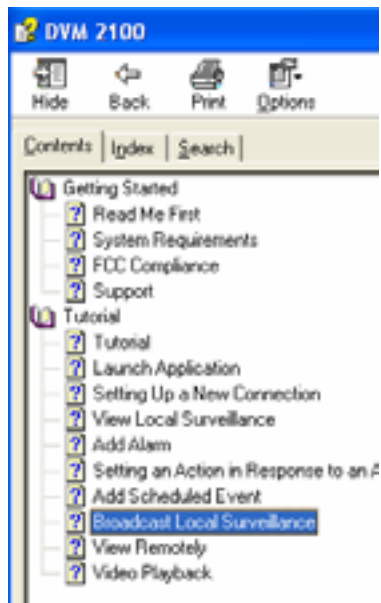 DVM 2100
Hide Back Print Options
Contents Index Search
Getting Started
Read Me First
System Requirements
FCC Compliance
Support
Tutorial
Tutorial
Launch Application
Setting Up a New Connection
View Local Surveillance
Add Alarm
Setting an Action in Response to an A
Add Scheduled Event
Broadcast Local Surveillance
View Remotely
Video Playback